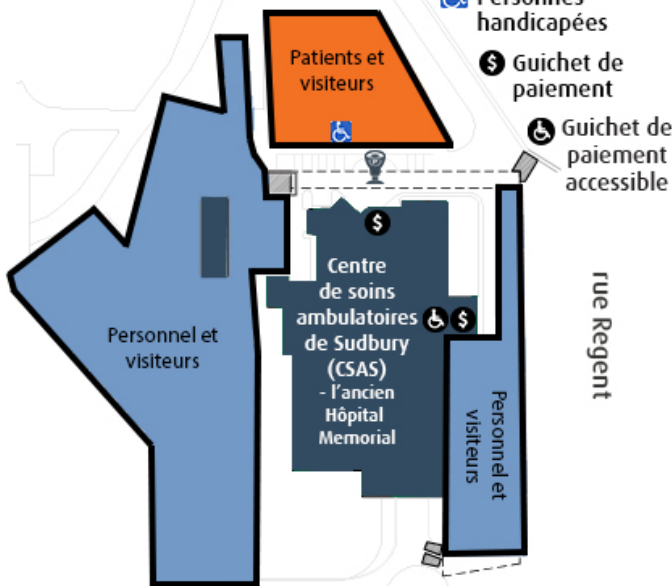 Personnes
handicapées
$ Guichet de
paiement
Guichet de
paiement
accessible
Patients et
visiteurs
$
Centre
de soins
ambulatoires
de Sudbury
(CSAS)
- l'ancien
Hôpital
Memorial
$
Personnel et
visiteurs
Personnel et
visiteurs
rue Regent